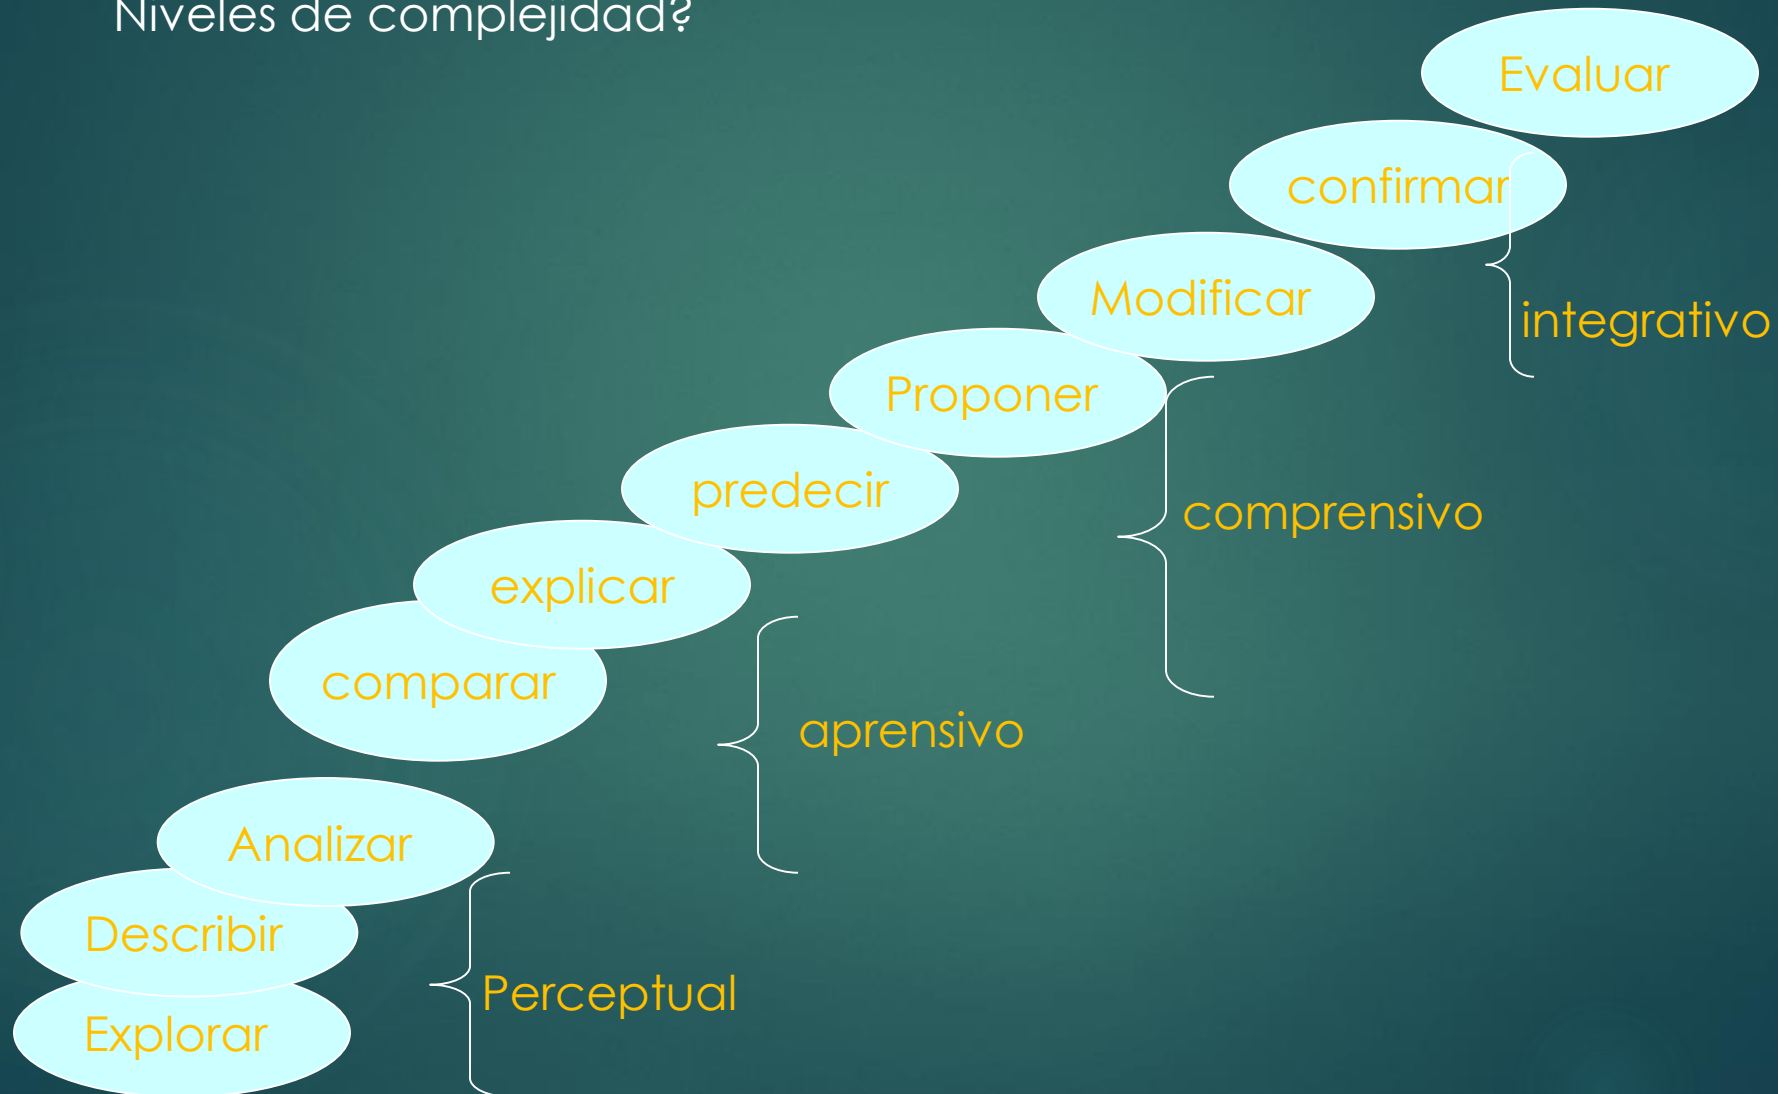 Niveles de complejidad?
Evaluar
confirmar
Modificar
integrativo
Proponer
predecir
comprensivo
explicar
comparar
aprensivo
Analizar
Describir
Perceptual
Explorar